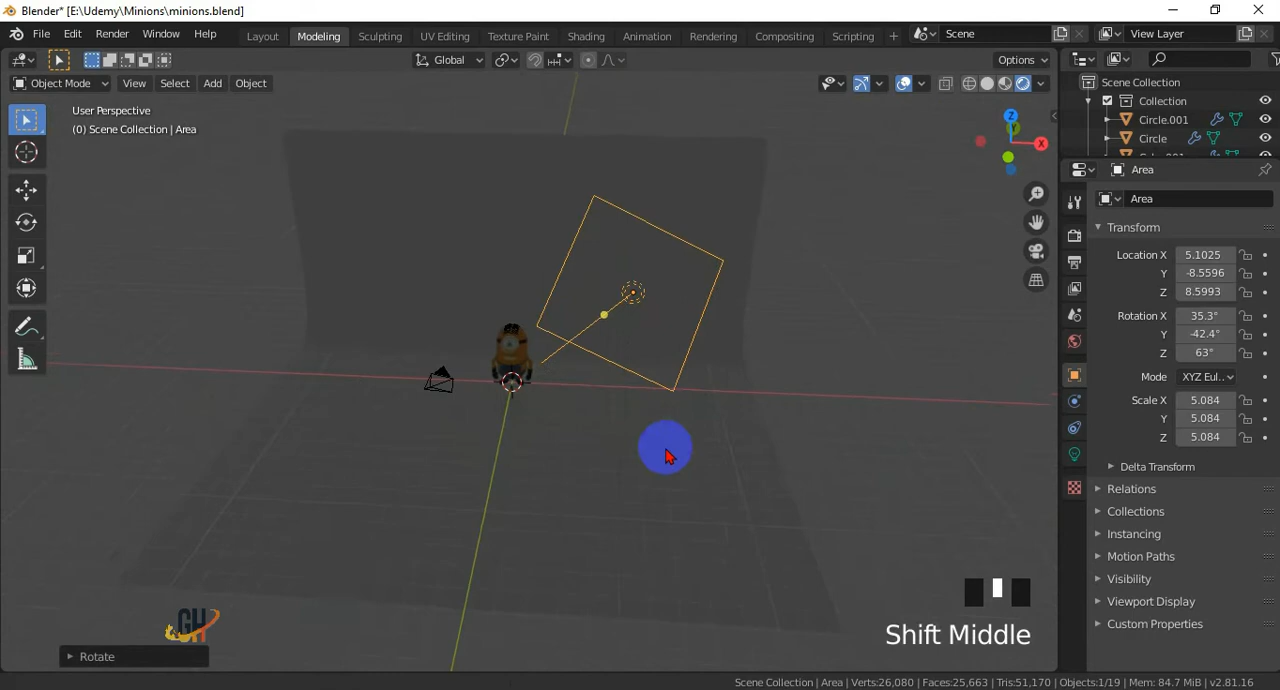 Blender* [E:\Udemy\Minions\minions.blend]
File Edit Render Window Help Layout Modeling Sculpting UV Editing Texture Paint Shading Animation Rendering Compositing Scripting + Scene View Layer
Global Options
Object Mode View Select Add Object
User Perspective
(0) Scene Collection | Area
Z
Y
X
Scene Collection
Collection
Circle.001
Circle
Area
Area
Transform
Location X 5.1025
Y -8.5596
Z 8.5993
Rotation X 35.3°
Y -42.4°
Z 63°
Mode XYZ Eul..
Scale X 5.084
Y 5.084
Z 5.084
Delta Transform
Relations
Collections
Instancing
Motion Paths
Visibility
Viewport Display
Custom Properties
GH
Shift Middle
Rotate
Scene Collection | Area | Verts:26,080 | Faces:25,663 | Tris:51,170 | Objects:1/19 | Mem: 84.7 MiB | v2.81.16